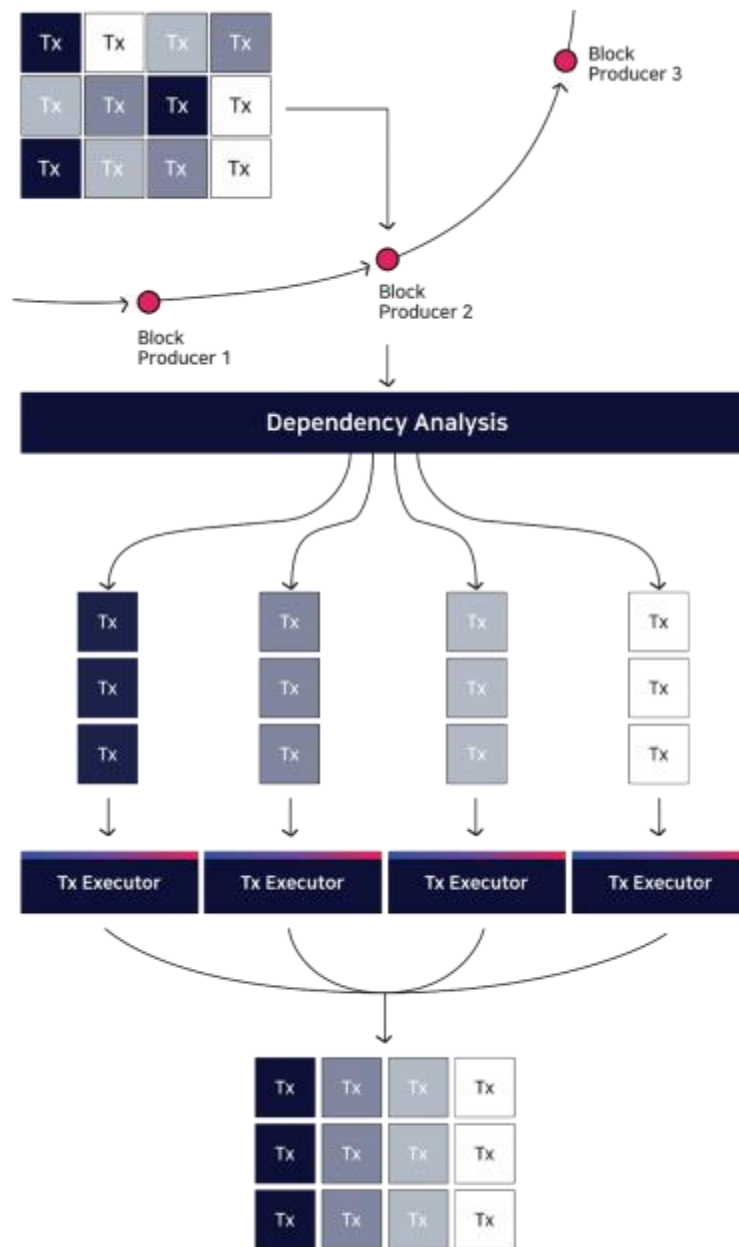 Tx Tx Tx Tx
Tx Tx Tx Tx
Tx Tx Tx Tx
Block
Producer 3
Block
Producer 2
Block
Producer 1
Dependency Analysis
Tx Tx Tx Tx
Tx Tx Tx Tx
Tx Tx Tx Tx
Tx Executor Tx Executor Tx Executor Tx Executor
Tx Tx Tx Tx
Tx Tx Tx Tx
Tx Tx Tx Tx